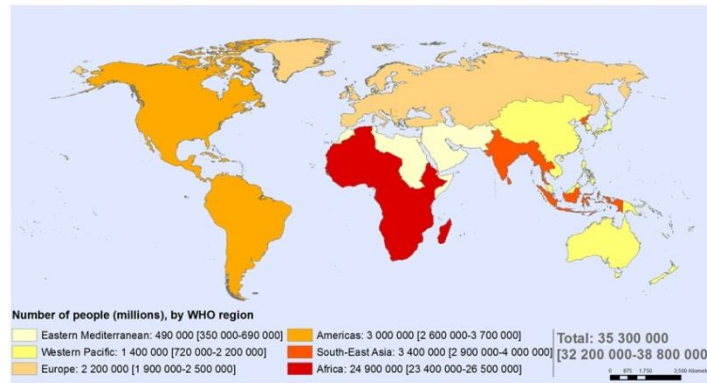 Number of people (millions), by WHO region
Eastern Mediterranean: 490 000 [350 000-690 000]
Western Pacific: 1 400 000 [720 000-2 200 000]
Europe: 2 200 000 [1 900 000-2 500 000]
Americas: 3 000 000 [2 600 000-3 700 000]
South-East Asia: 3 400 000 [2 900 000-4 000 000]
Africa: 24 900 000 [23 400 000-26 500 000]
Total: 35 300 000
[32 200 000-38 800 000]
0 875 1,750 3,500 Kilometers